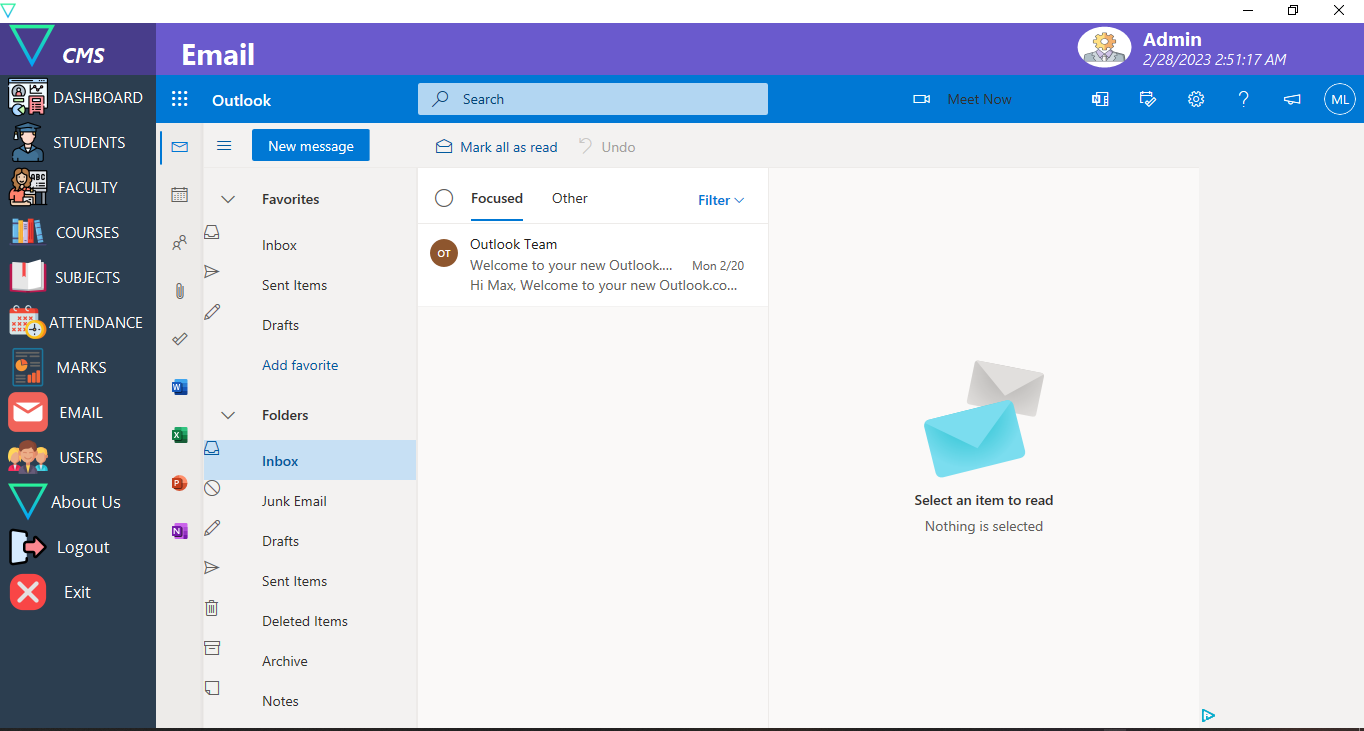 CMS
Email
Admin
2/28/2023 2:51:17 AM
DASHBOARD
STUDENTS
FACULTY
COURSES
SUBJECTS
ATTENDANCE
MARKS
EMAIL
USERS
About Us
Logout
Exit
Outlook
Search
Meet Now
ML
New message
Mark all as read
Undo
Favorites
Inbox
Sent Items
Drafts
Add favorite
Folders
Inbox
Junk Email
Drafts
Sent Items
Deleted Items
Archive
Notes
Focused
Other
Filter
OT
Outlook Team
Welcome to your new Outlook.... Mon 2/20
Hi Max, Welcome to your new Outlook.co...
Select an item to read
Nothing is selected